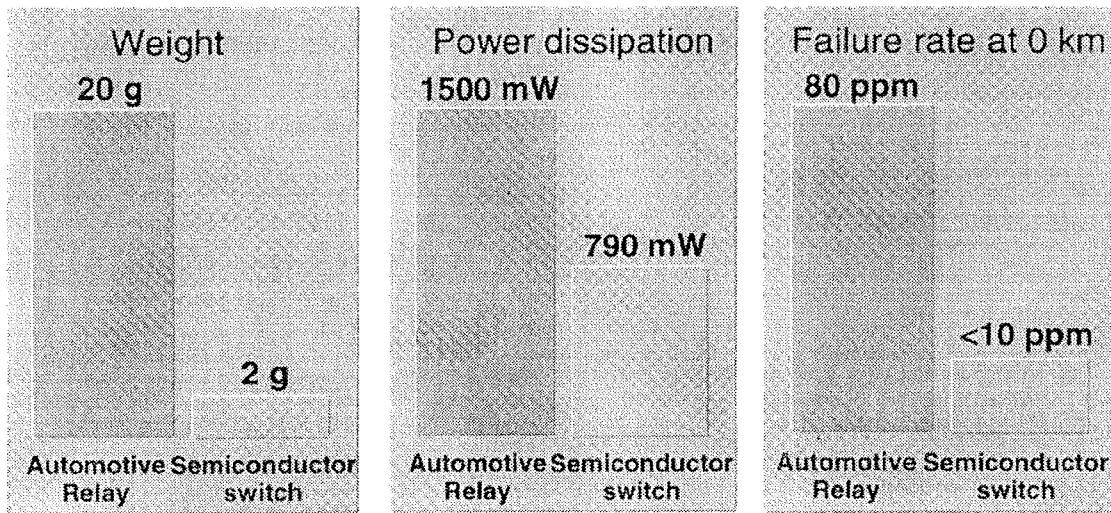 Weight
20 g
2 g
Automotive Semiconductor
Relay switch
Power dissipation
1500 mW
790 mW
Automotive Semiconductor
Relay switch
Failure rate at 0 km
80 ppm
<10 ppm
Automotive Semiconductor
Relay switch